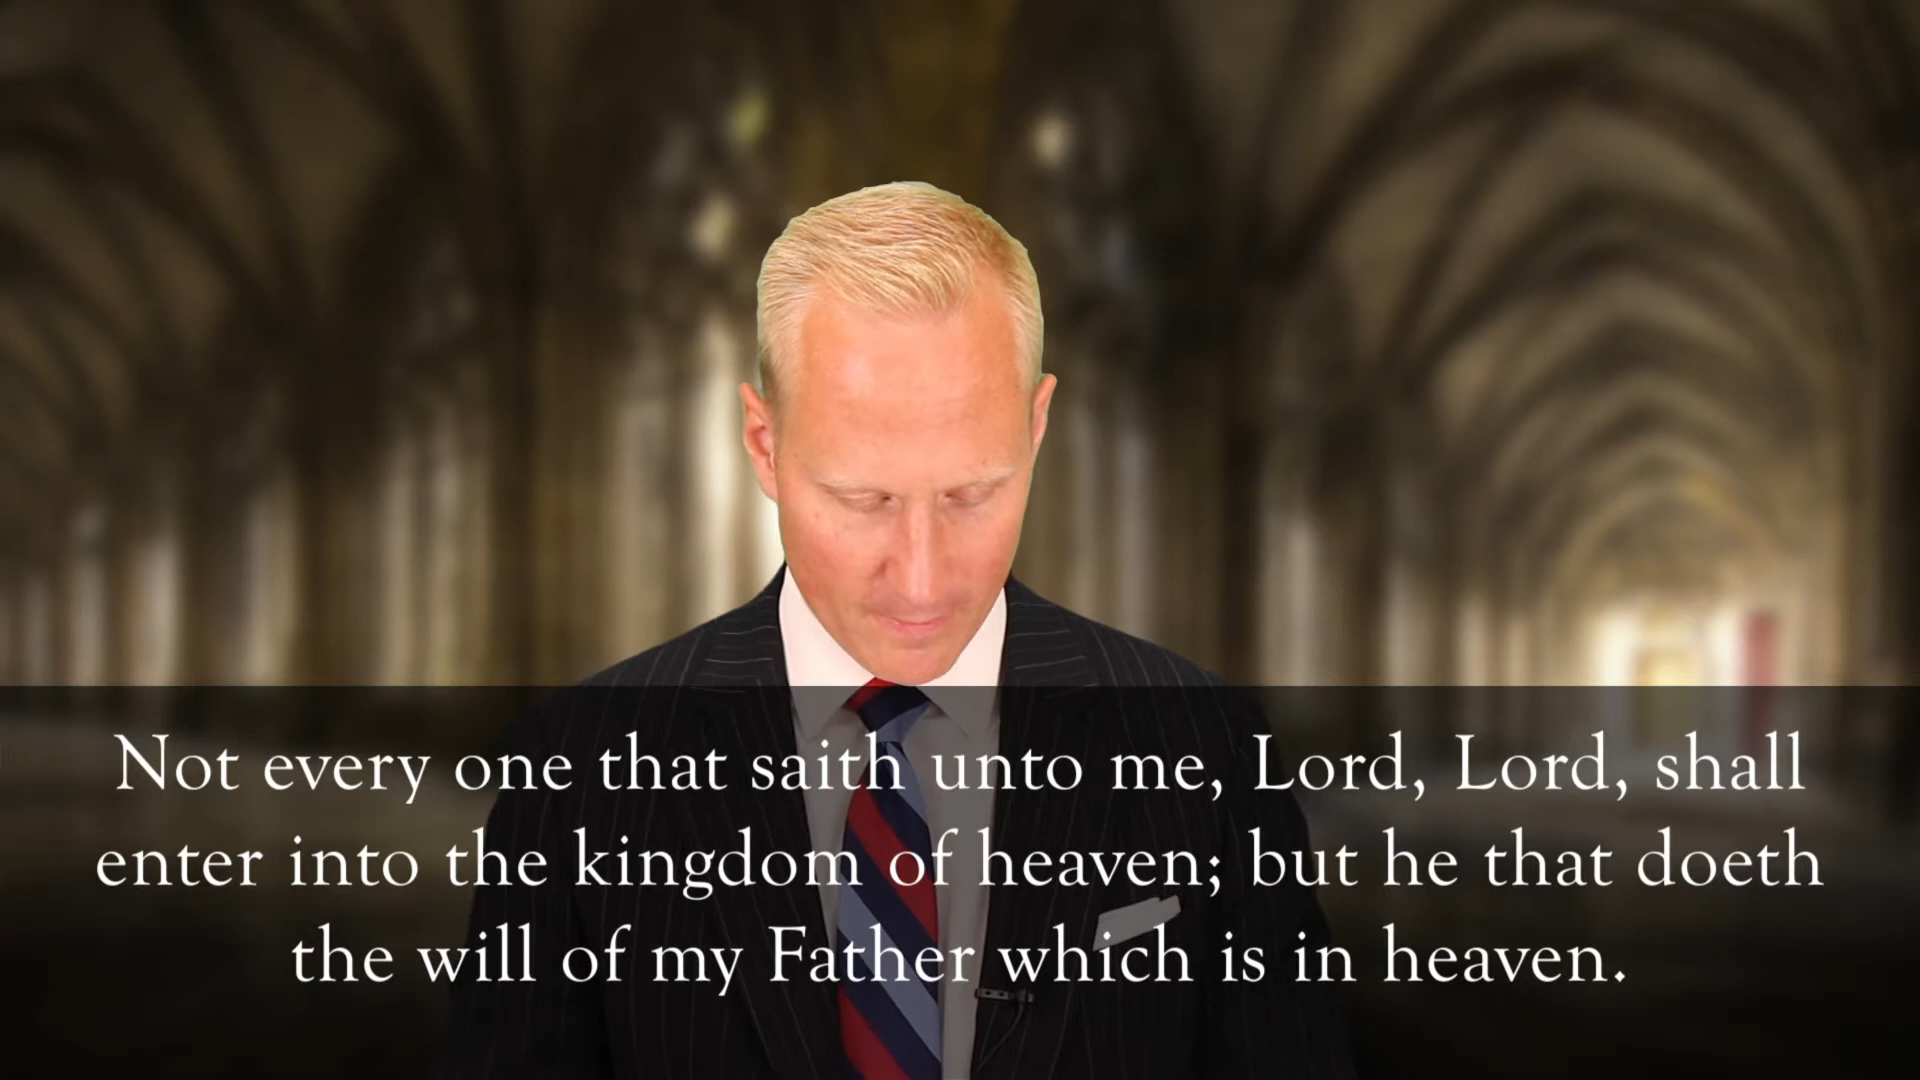 Not every one that saith unto me, Lord, Lord, shall
enter into the kingdom of heaven; but he that doeth
the will of my Father which is in heaven.